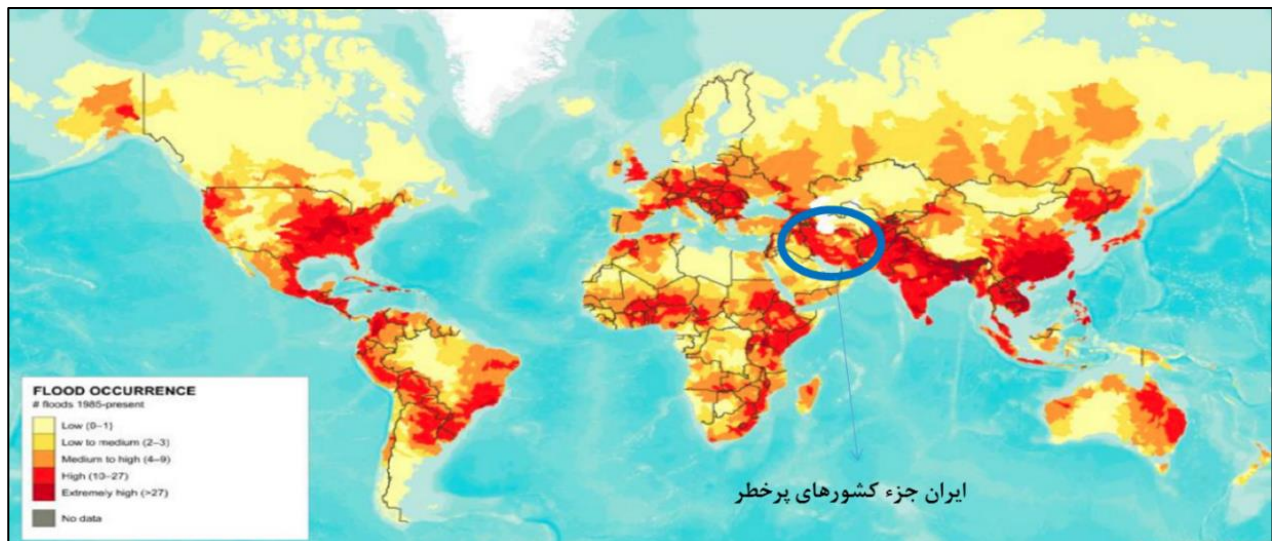 FLOOD OCCURRENCE
# floods 1985-present
Low (0–1)
Low to medium (2–3)
Medium to high (4–9)
High (10–27)
Extremely high (>27)
No data
ایران جزء کشورهای پرخطر